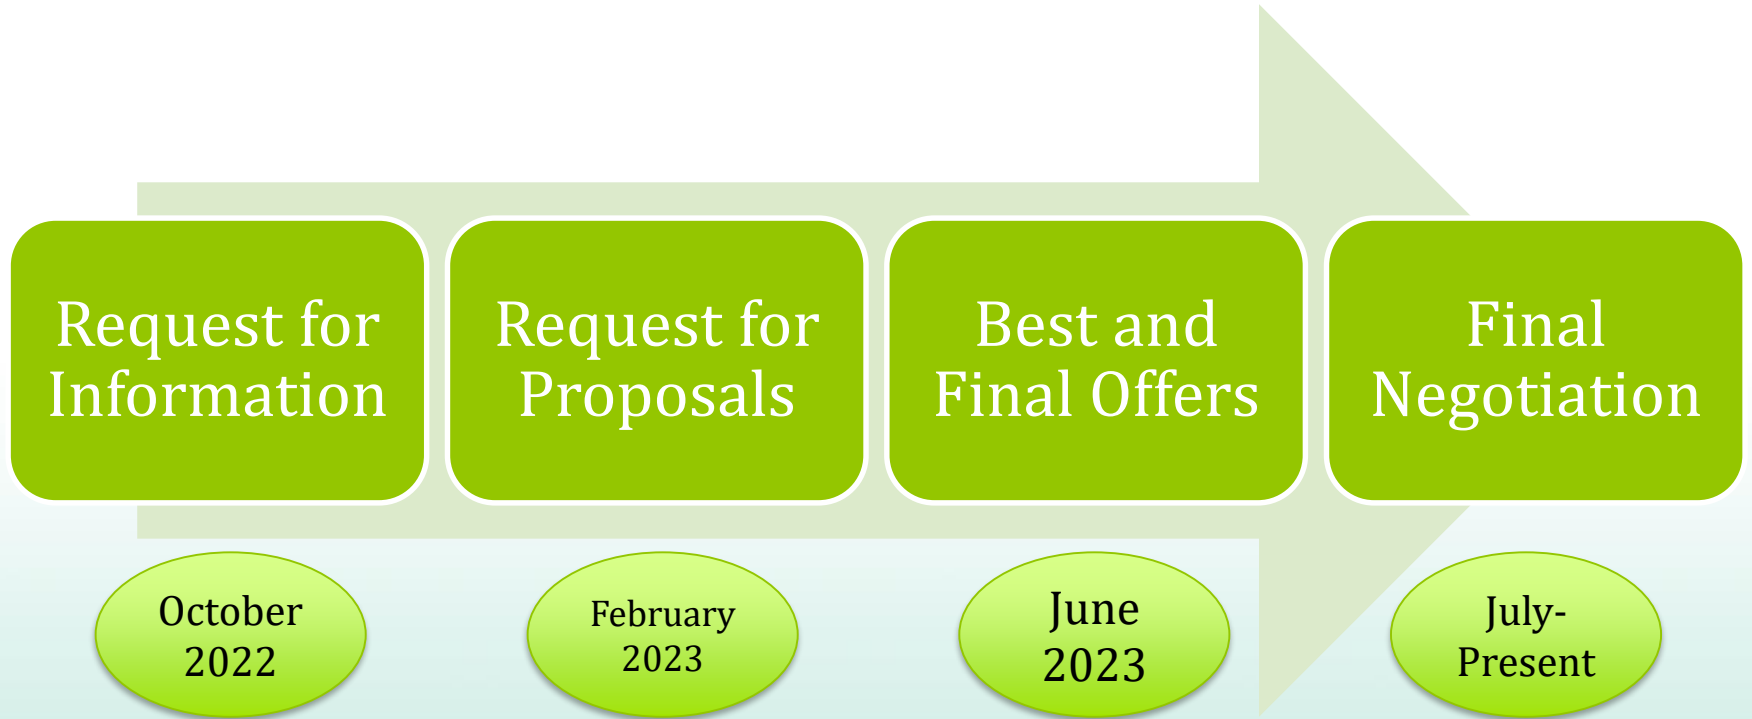 Request for
Information
Request for
Proposals
Best and
Final Offers
Final
Negotiation
October
2022
February
2023
June
2023
July-
Present